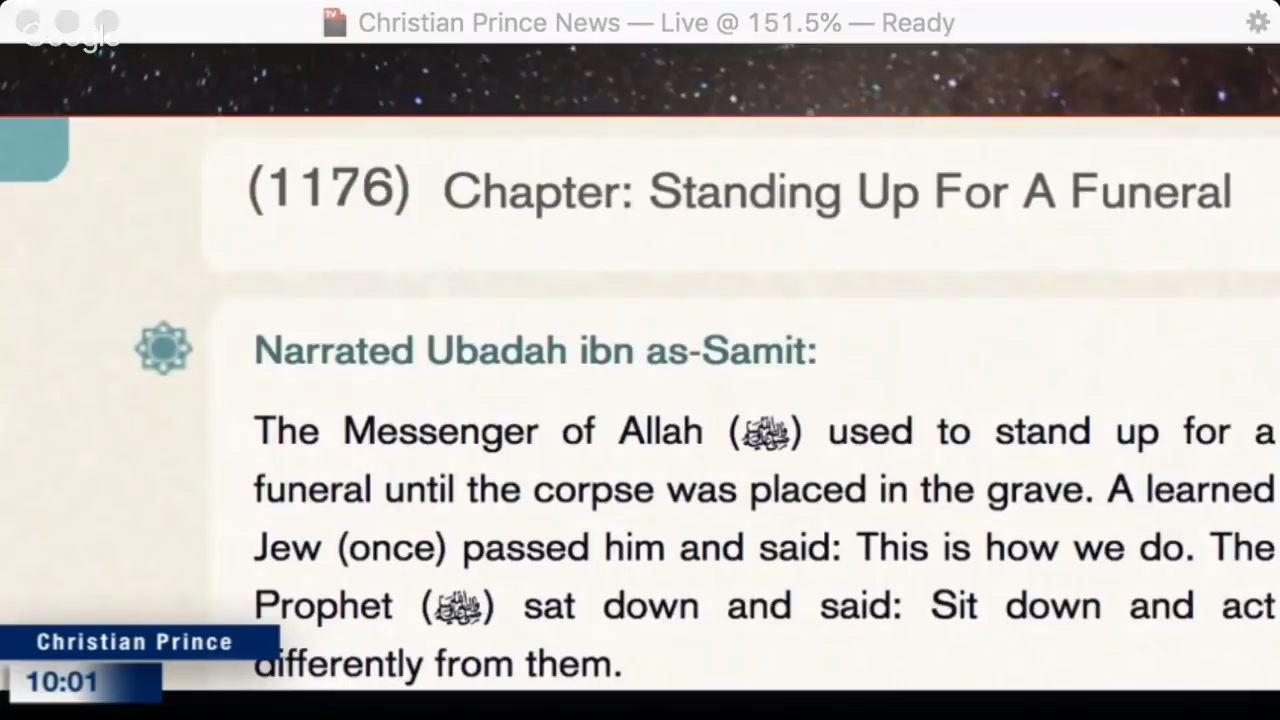 Christian Prince News — Live @ 151.5% — Ready
Google
(1176) Chapter: Standing Up For A Funeral
Narrated Ubadah ibn as-Samit:
The Messenger of Allah (ﷺ) used to stand up for a
funeral until the corpse was placed in the grave. A learned
Jew (once) passed him and said: This is how we do. The
Prophet (ﷺ) sat down and said: Sit down and act
differently from them.
Christian Prince
10:01